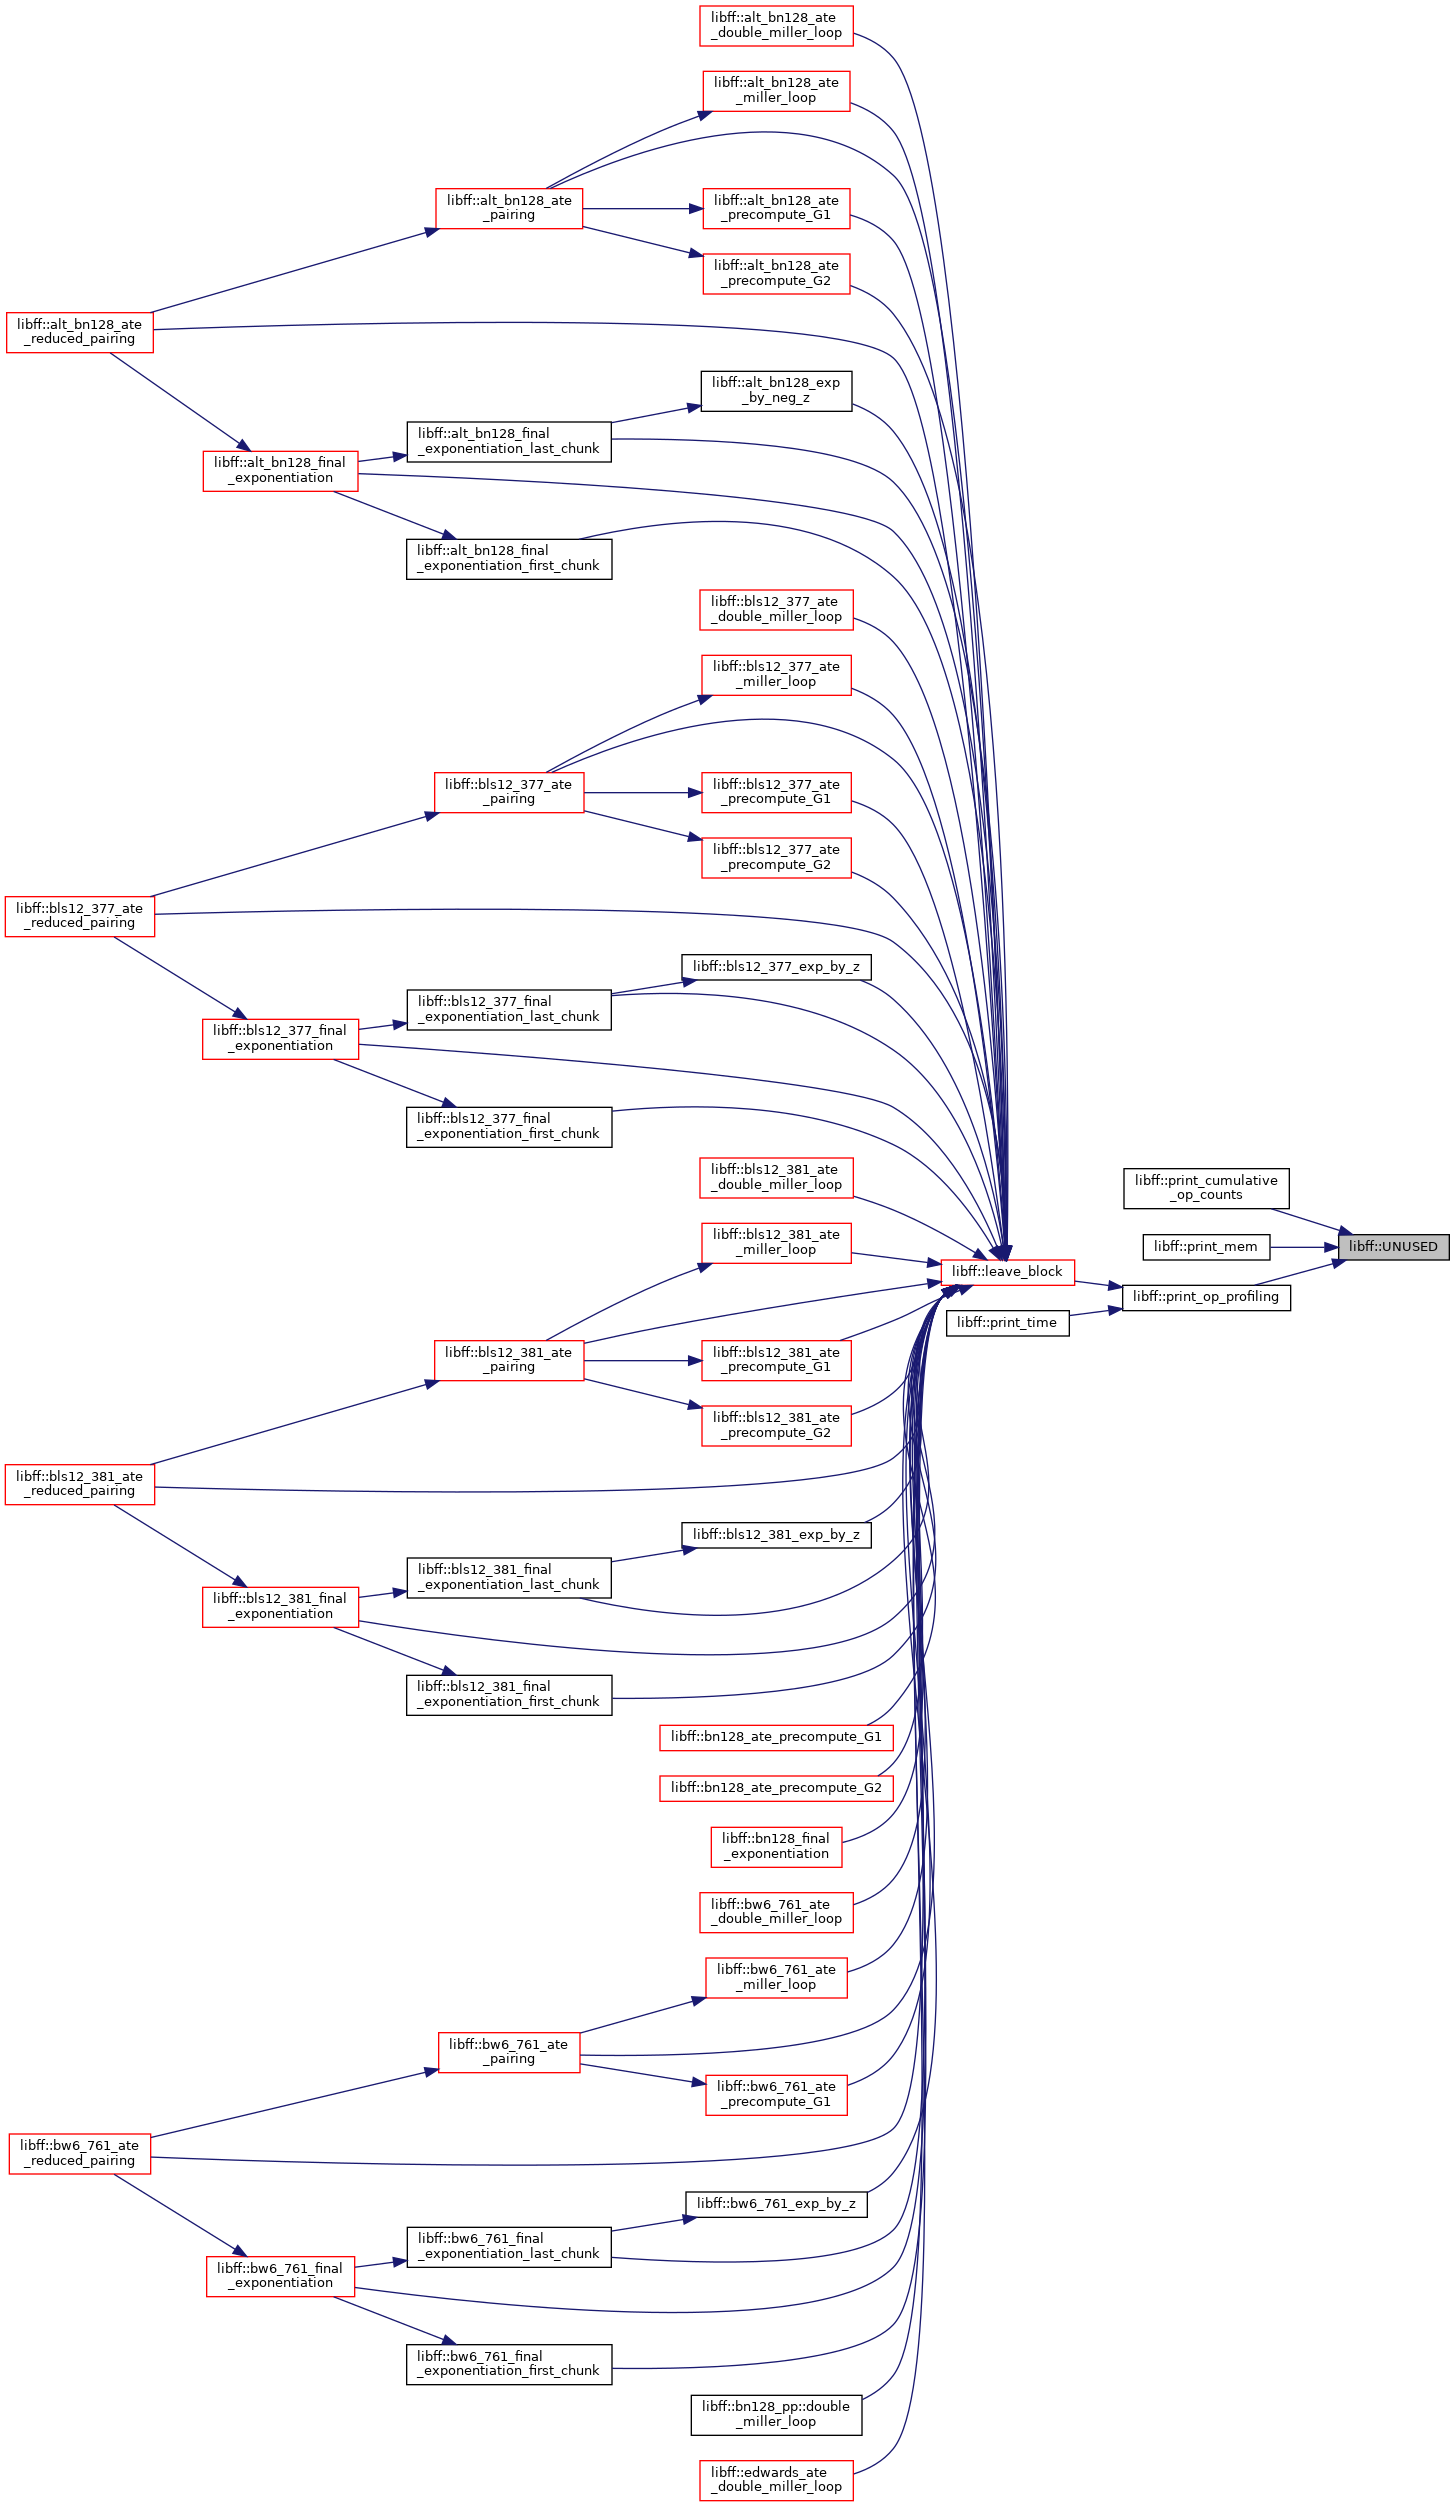 libff::alt_bn128_ate
_double_miller_loop
libff::alt_bn128_ate
_miller_loop
libff::alt_bn128_ate
_pairing
libff::alt_bn128_ate
_precompute_G1
libff::alt_bn128_ate
_precompute_G2
libff::alt_bn128_ate
_reduced_pairing
libff::alt_bn128_exp
_by_neg_z
libff::alt_bn128_final
_exponentiation_last_chunk
libff::alt_bn128_final
_exponentiation
libff::alt_bn128_final
_exponentiation_first_chunk
libff::bls12_377_ate
_double_miller_loop
libff::bls12_377_ate
_miller_loop
libff::bls12_377_ate
_pairing
libff::bls12_377_ate
_precompute_G1
libff::bls12_377_ate
_precompute_G2
libff::bls12_377_ate
_reduced_pairing
libff::bls12_377_exp_by_z
libff::bls12_377_final
_exponentiation_last_chunk
libff::bls12_377_final
_exponentiation
libff::bls12_377_final
_exponentiation_first_chunk
libff::bls12_381_ate
_double_miller_loop
libff::print_cumulative
_op_counts
libff::bls12_381_ate
_miller_loop
libff::print_mem
libff::UNUSED
libff::leave_block
libff::print_op_profiling
libff::print_time
libff::bls12_381_ate
_pairing
libff::bls12_381_ate
_precompute_G1
libff::bls12_381_ate
_precompute_G2
libff::bls12_381_ate
_reduced_pairing
libff::bls12_381_exp_by_z
libff::bls12_381_final
_exponentiation_last_chunk
libff::bls12_381_final
_exponentiation
libff::bls12_381_final
_exponentiation_first_chunk
libff::bn128_ate_precompute_G1
libff::bn128_ate_precompute_G2
libff::bn128_final
_exponentiation
libff::bw6_761_ate
_double_miller_loop
libff::bw6_761_ate
_miller_loop
libff::bw6_761_ate
_pairing
libff::bw6_761_ate
_precompute_G1
libff::bw6_761_ate
_reduced_pairing
libff::bw6_761_exp_by_z
libff::bw6_761_final
_exponentiation_last_chunk
libff::bw6_761_final
_exponentiation
libff::bw6_761_final
_exponentiation_first_chunk
libff::bn128_pp::double
_miller_loop
libff::edwards_ate
_double_miller_loop